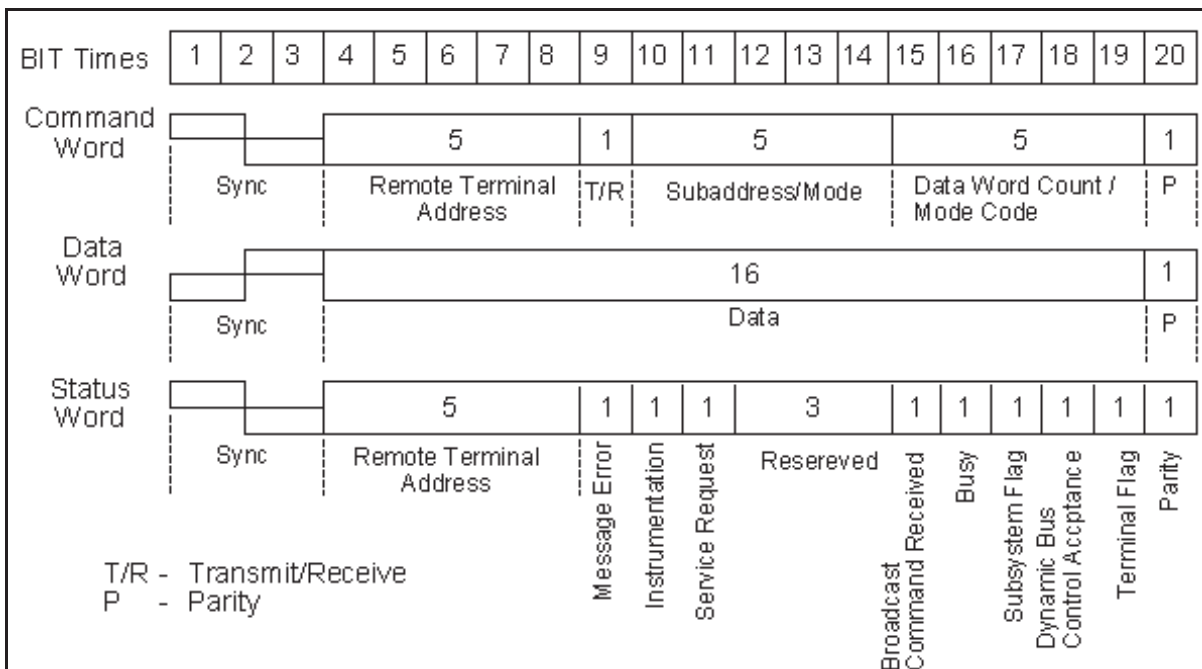 BIT Times 1 2 3 4 5 6 7 8 9 10 11 12 13 14 15 16 17 18 19 20
Command
Word
5 1 5 5 1
Sync
Remote Terminal
Address
T/R
Subaddress/Mode
Data Word Count /
Mode Code
P
Data
Word
16 1
Sync
Data
P
Status
Word
5 1 1 1 3 1 1 1 1 1 1
Sync
Remote Terminal
Address
Message Error
Instrumentation
Service Request
Resereved
Broadcast
Command Received
Busy
Subsystem Flag
Dynamic Bus
Control Accptance
Terminal Flag
Parity
T/R - Transmit/Receive
P - Parity